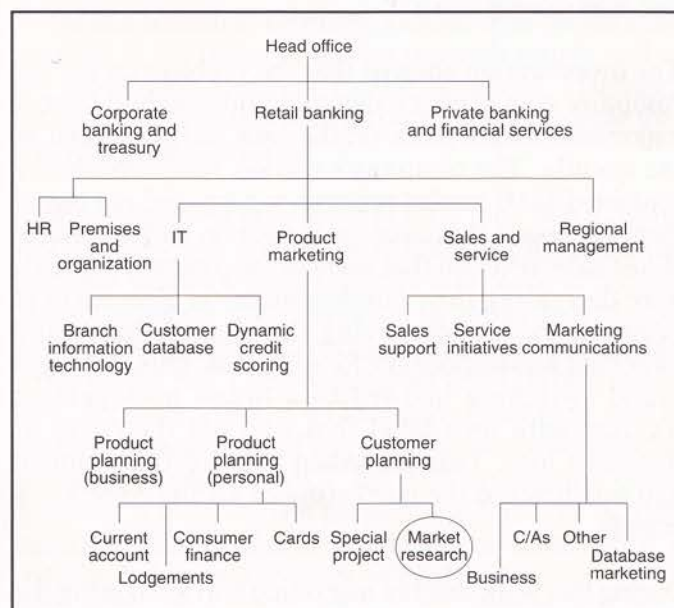 Head office
Corporate
banking and
treasury
Retail banking
Private banking
and financial services
HR
Premises
and
organization
IT
Product
marketing
Sales and
service
Regional
management
Branch
information
technology
Customer
database
Dynamic
credit
scoring
Sales
support
Service
initiatives
Marketing
communications
Product
planning
(business)
Product
planning
(personal)
Customer
planning
Current
account
Lodgements
Consumer
finance
Cards
Special
project
Market
research
Business
C/As
Other
Database
marketing